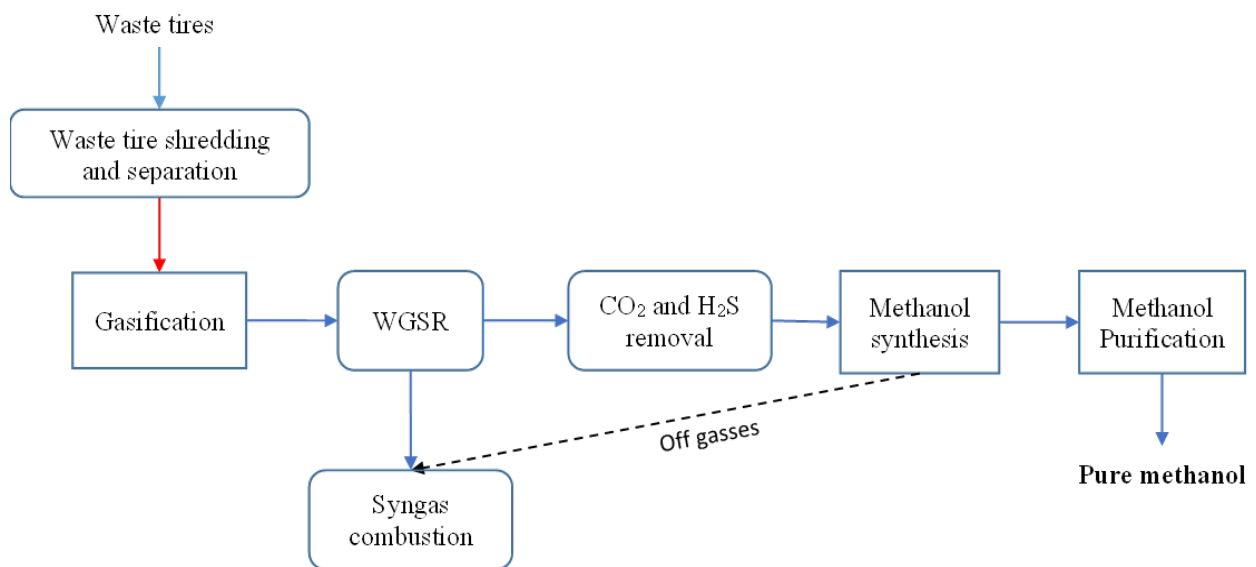 Waste tires
Waste tire shredding
and separation
Gasification
WGSR
CO₂ and H₂S
removal
Methanol
synthesis
Methanol
Purification
Off gasses
Syngas
combustion
Pure methanol